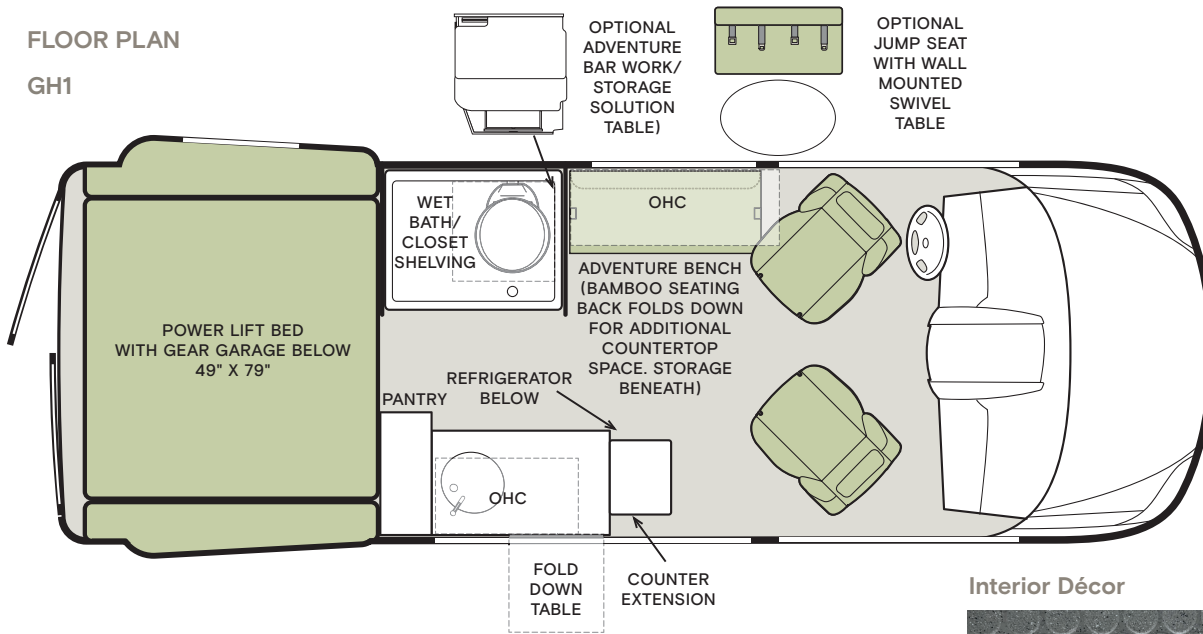 FLOOR PLAN
GH1
OPTIONAL
ADVENTURE
BAR WORK/
STORAGE
SOLUTION
TABLE)
OPTIONAL
JUMP SEAT
WITH WALL
MOUNTED
SWIVEL
TABLE
WET
BATH/
CLOSET
SHELVING
OHC
ADVENTURE BENCH
(BAMBOO SEATING
BACK FOLDS DOWN
FOR ADDITIONAL
COUNTERTOP
SPACE. STORAGE
BENEATH)
POWER LIFT BED
WITH GEAR GARAGE BELOW
49" X 79"
REFRIGERATOR
BELOW
PANTRY
OHC
FOLD
DOWN
TABLE
COUNTER
EXTENSION
Interior Décor